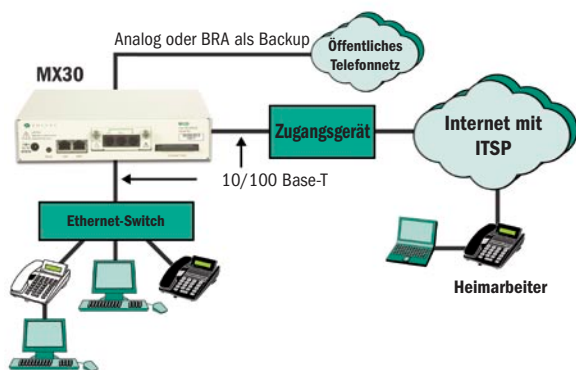 Analog oder BRA als Backup
Öffentliches
Telefonnetz
MX30
Zugangsgerät
Internet mit
ITSP
10/100 Base-T
Ethernet-Switch
Heimarbeiter